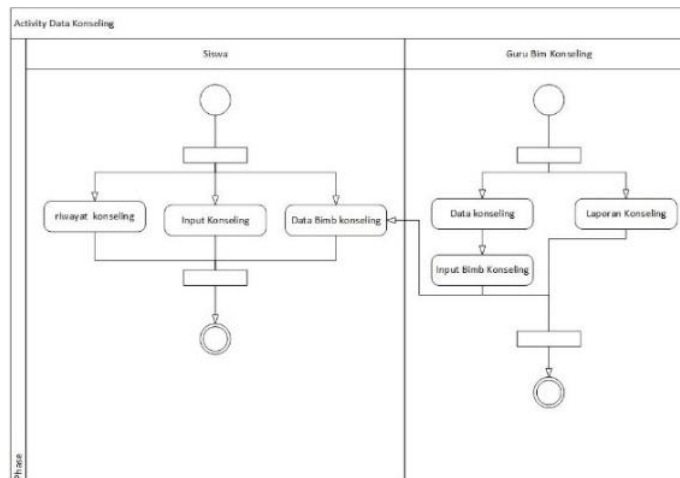 Activity Data Konseling
Siswa
Guru Bim Konseling
riwayat konseling
Input Konseling
Data Bimb konseling
Data konseling
Laporan Konseling
Input Bimb Konseling
Phase